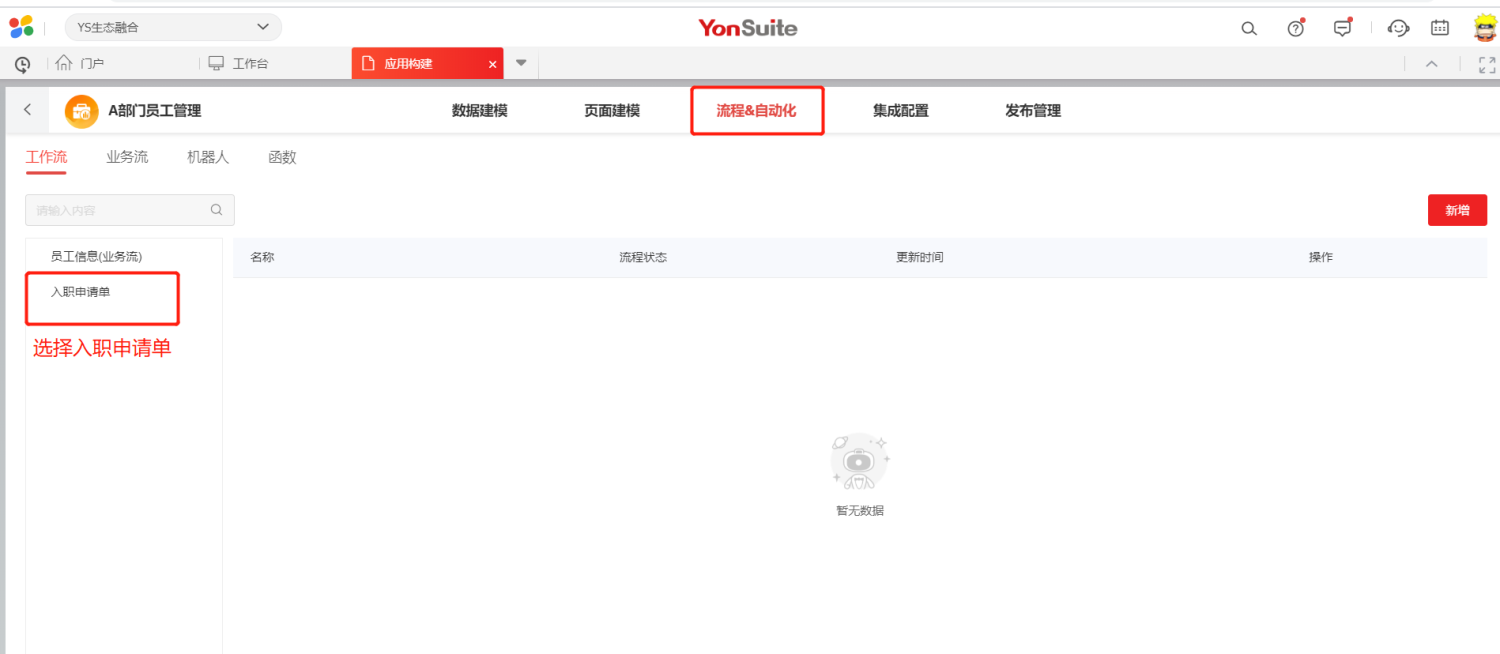 YS生态融合
YonSuite
门户
工作台
应用构建
A部门员工管理
数据建模
页面建模
流程&自动化
集成配置
发布管理
工作流
业务流
机器人
函数
请输入内容
新增
员工信息(业务流)
名称
流程状态
更新时间
操作
入职申请单
选择入职申请单
暂无数据